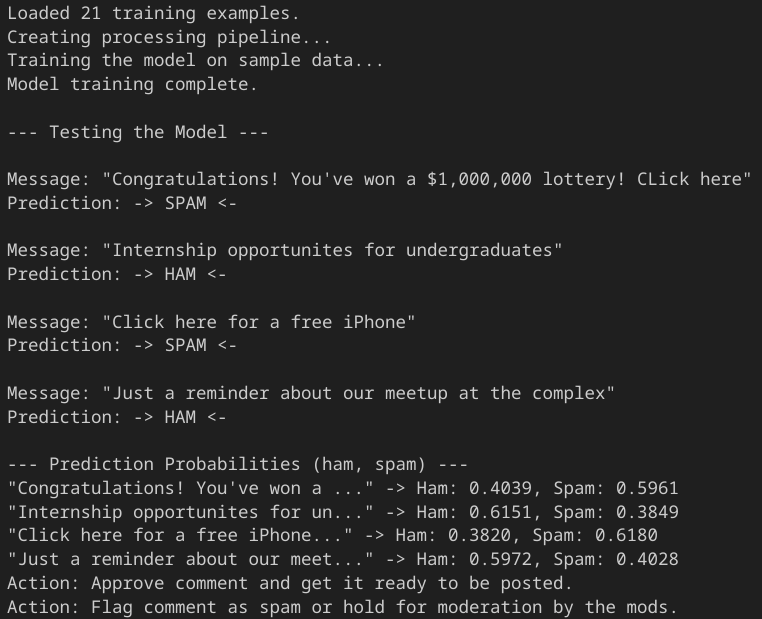 Loaded 21 training examples.
Creating processing pipeline...
Training the model on sample data...
Model training complete.
--- Testing the Model ---
Message: "Congratulations! You've won a $1,000,000 lottery! CLick here"
Prediction: -> SPAM <-
Message: "Internship opportunites for undergraduates"
Prediction: -> HAM <-
Message: "Click here for a free iPhone"
Prediction: -> SPAM <-
Message: "Just a reminder about our meetup at the complex"
Prediction: -> HAM <-
--- Prediction Probabilities (ham, spam) ---
"Congratulations! You've won a ..." -> Ham: 0.4039, Spam: 0.5961
"Internship opportunites for un..." -> Ham: 0.6151, Spam: 0.3849
"Click here for a free iPhone..." -> Ham: 0.3820, Spam: 0.6180
"Just a reminder about our meet..." -> Ham: 0.5972, Spam: 0.4028
Action: Approve comment and get it ready to be posted.
Action: Flag comment as spam or hold for moderation by the mods.